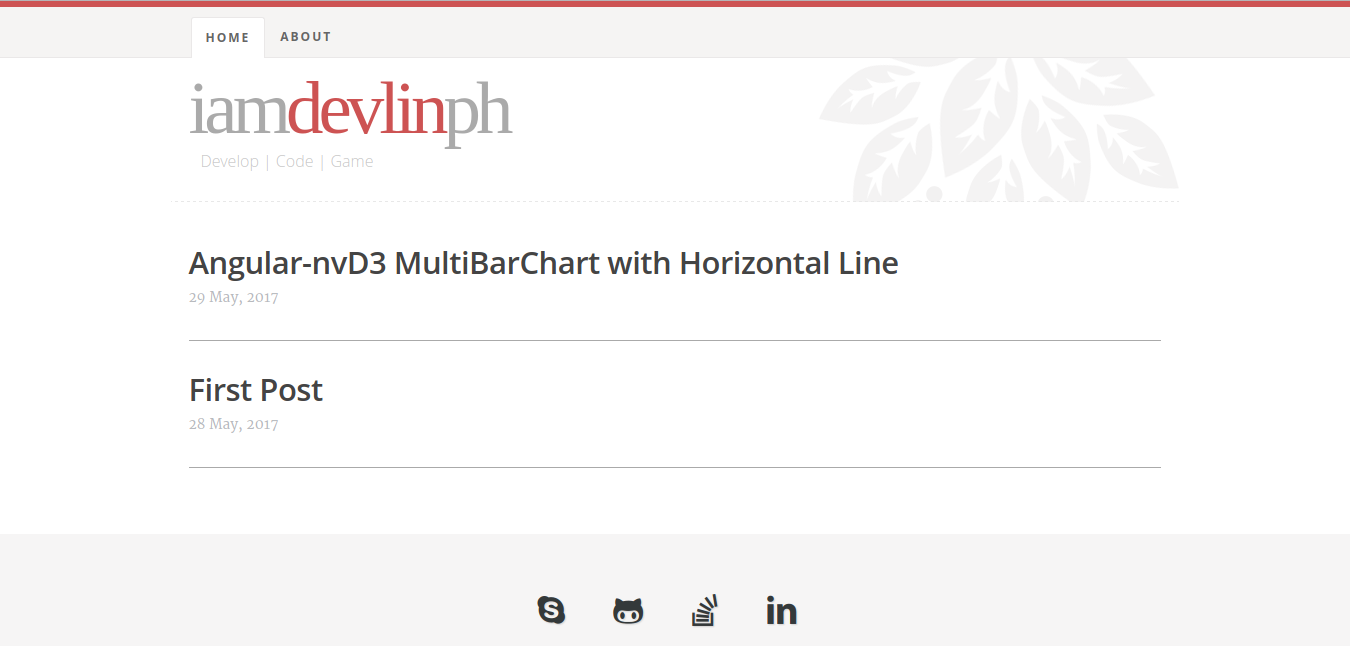 HOME ABOUT
iamdevlinph
Develop | Code | Game
Angular-nvD3 MultiBarChart with Horizontal Line
29 May, 2017
First Post
28 May, 2017